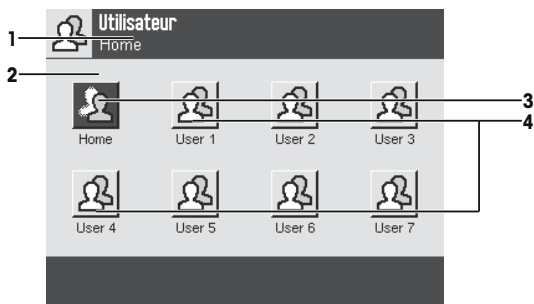 Utilisateur
1
Home
2
3
4
Home
User 1
User 2
User 3
User 4
User 5
User 6
User 7